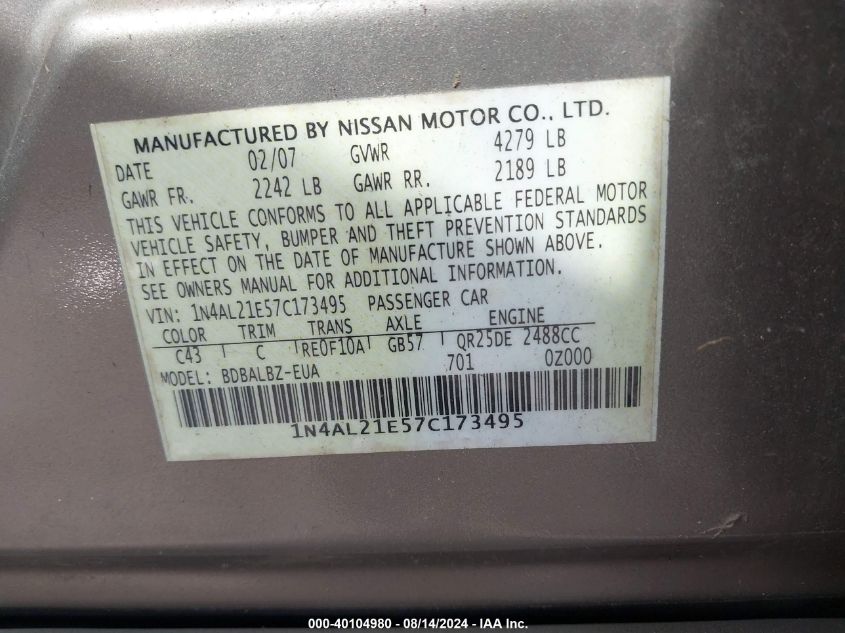 MANUFACTURED BY NISSAN MOTOR CO., LTD.
DATE 02/07 GVWR 4279 LB
GAWR FR. 2242 LB GAWR RR. 2189 LB
THIS VEHICLE CONFORMS TO ALL APPLICABLE FEDERAL MOTOR
VEHICLE SAFETY, BUMPER AND THEFT PREVENTION STANDARDS
IN EFFECT ON THE DATE OF MANUFACTURE SHOWN ABOVE.
SEE OWNERS MANUAL FOR ADDITIONAL INFORMATION.
VIN: 1N4AL21E57C173495 PASSENGER CAR
COLOR TRIM TRANS AXLE ENGINE
C43 C RE0F10A GB57 QR25DE 2488CC
MODEL: BDBALBZ-EUA 701 0Z000
1N4AL21E57C173495
000-40104980 - 08/14/2024 - IAA Inc.